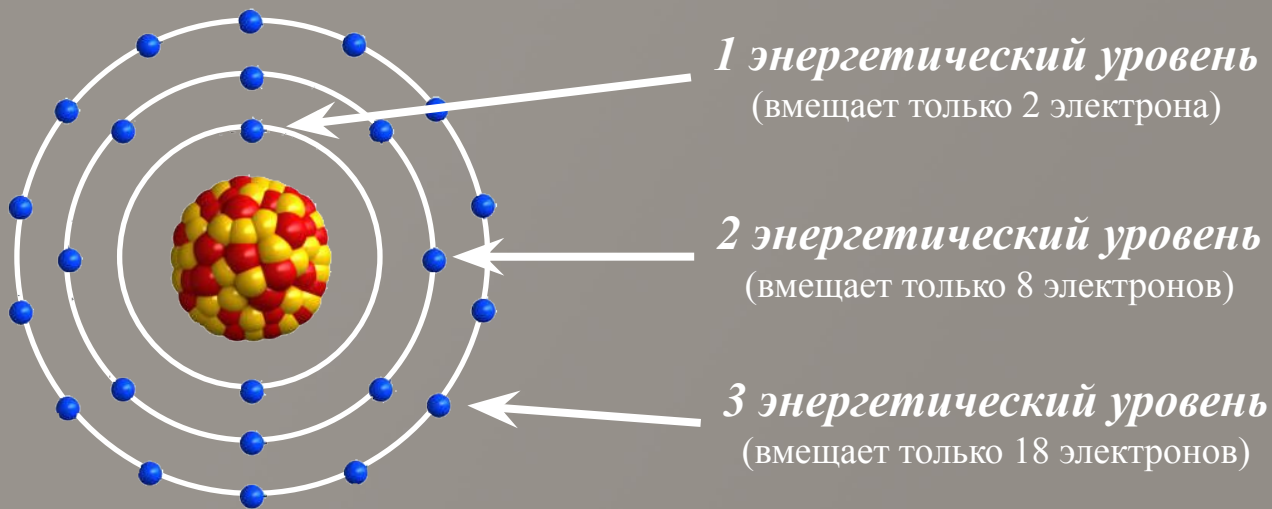 1 энергетический уровень
(вмещает только 2 электрона)
2 энергетический уровень
(вмещает только 8 электронов)
3 энергетический уровень
(вмещает только 18 электронов)